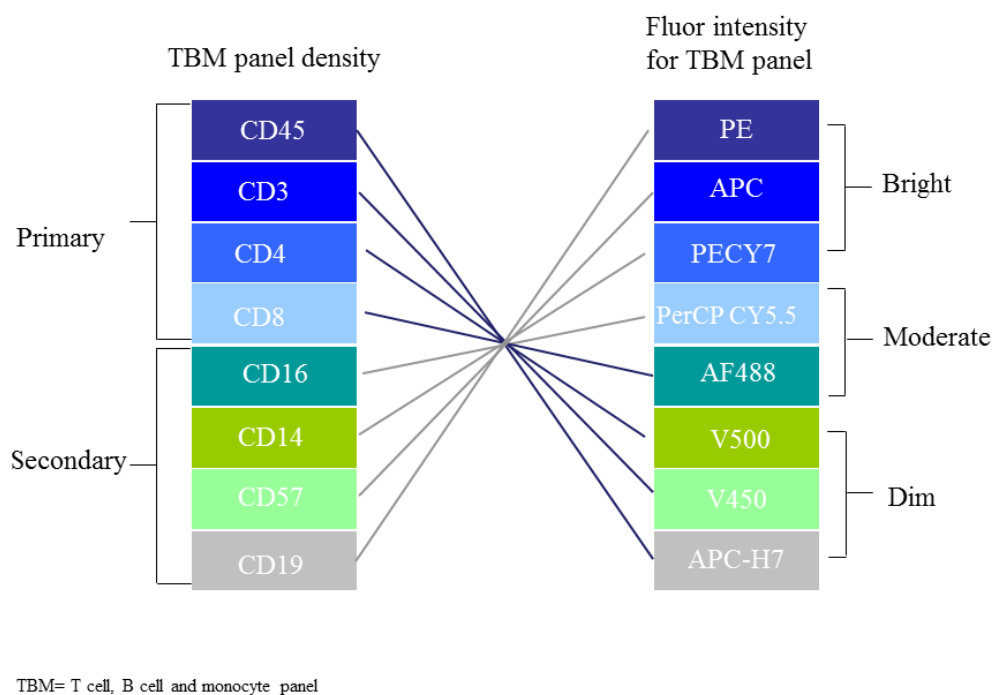 TBM panel density
Fluor intensity
for TBM panel
Primary
Secondary
CD45
CD3
CD4
CD8
CD16
CD14
CD57
CD19
PE
APC
PECY7
PerCP CY5.5
AF488
V500
V450
APC-H7
Bright
Moderate
Dim
TBM= T cell, B cell and monocyte panel